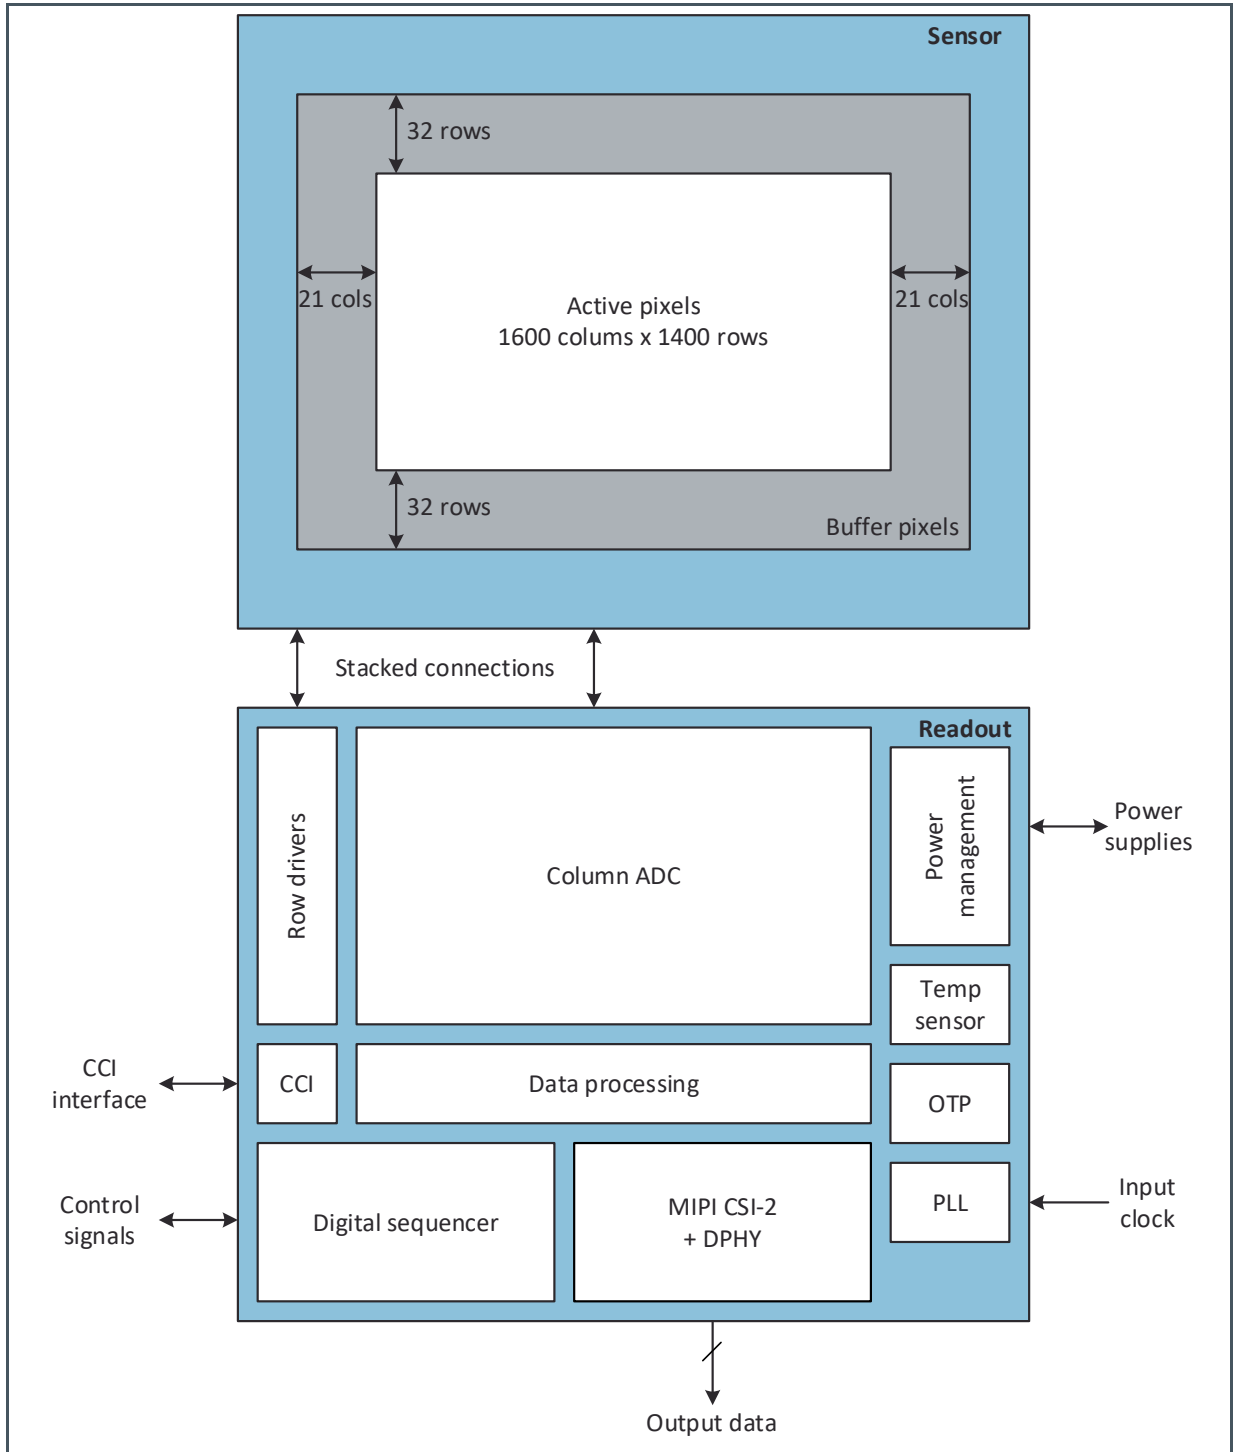 Sensor
32 rows
21 cols
21 cols
Active pixels
1600 colums x 1400 rows
32 rows
Buffer pixels
Stacked connections
Readout
Row drivers
Column ADC
Power
management
Power
supplies
Temp
sensor
CCI
interface
CCI
Data processing
OTP
Control
signals
Digital sequencer
MIPI CSI-2
+ DPHY
PLL
Input
clock
Output data